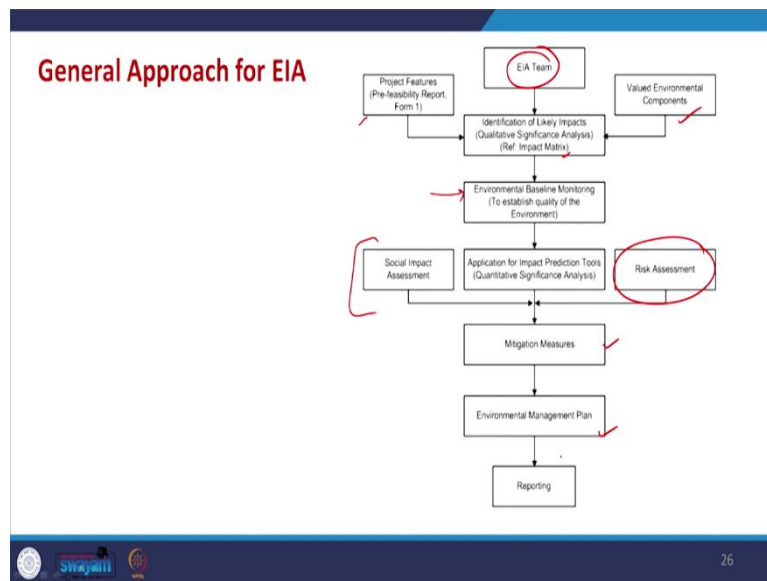 General Approach for EIA
EIA Team
Project Features
(Pre-feasibility Report,
Form 1)
Valued Environmental
Components
Identification of Likely Impacts
(Qualitative Significance Analysis)
(Ref: Impact Matrix)
Environmental Baseline Monitoring
(To establish quality of the
Environment)
Social Impact
Assessment
Application for Impact Prediction Tools
(Quantitative Significance Analysis)
Risk Assessment
Mitigation Measures
Environmental Management Plan
Reporting
swayam
26